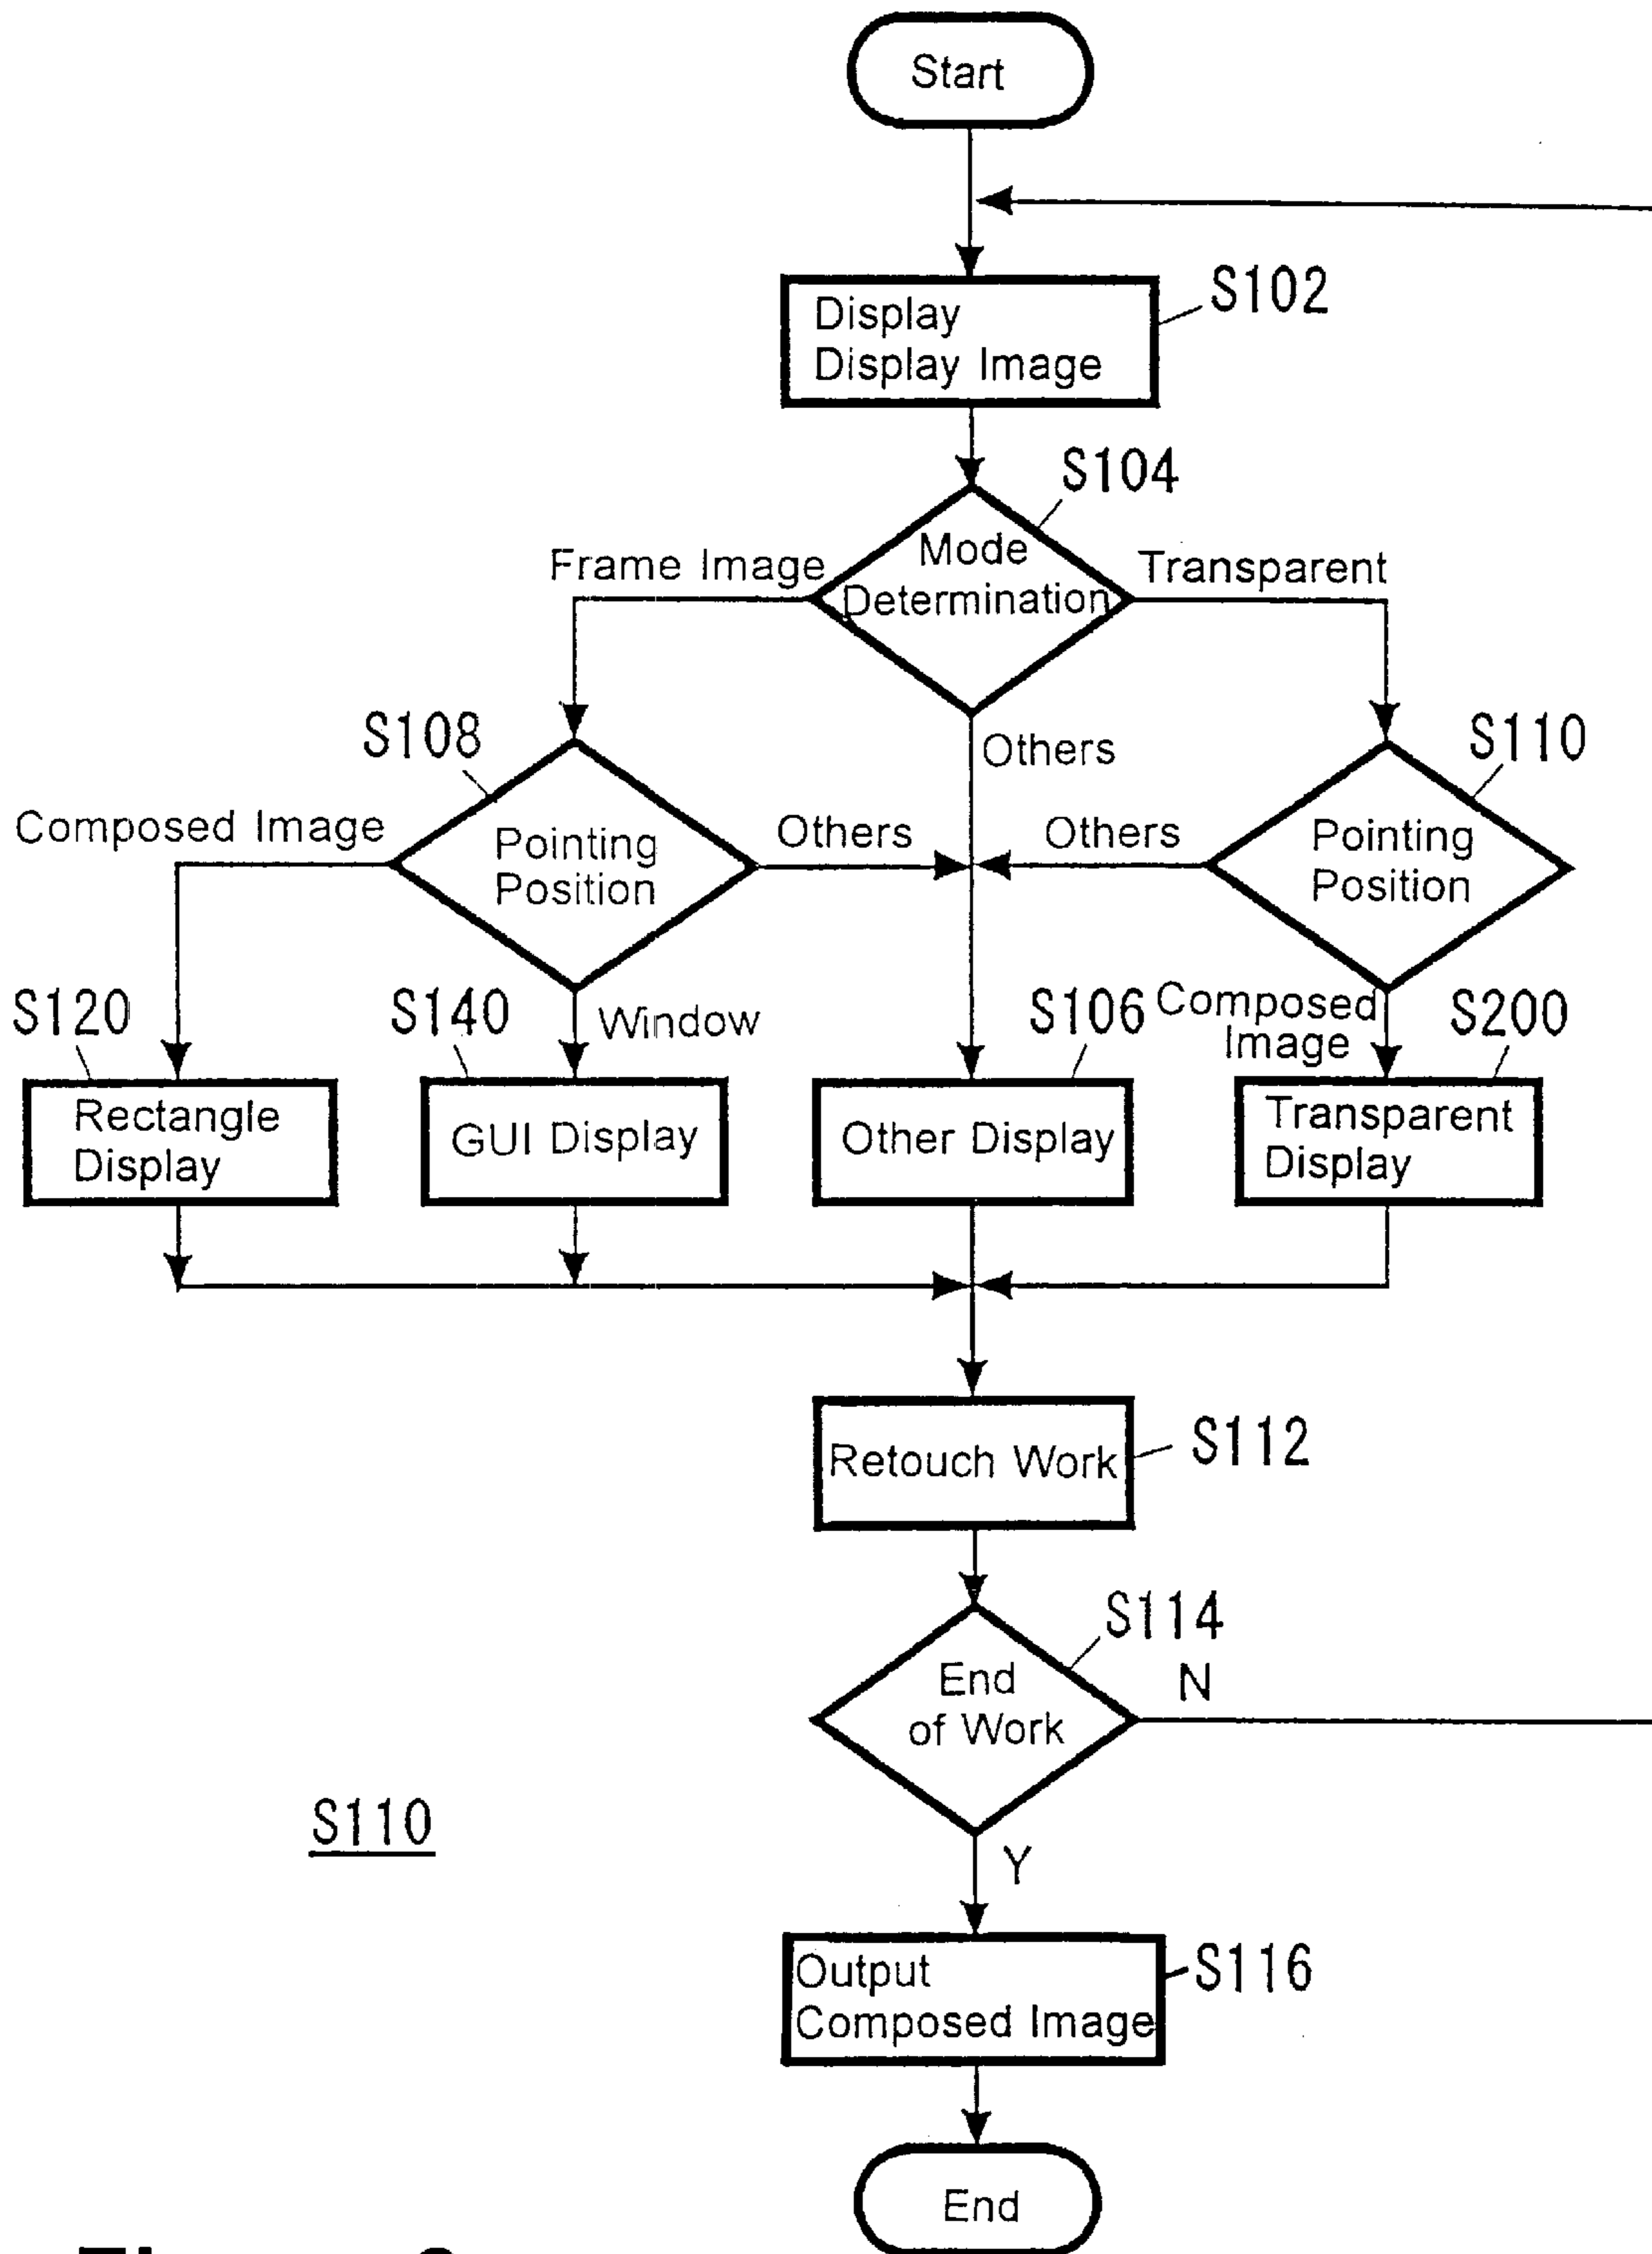 Start
S102
Display
Display Image
S104
Mode
Determination
Frame Image
Transparent
Others
S108
S110
Composed Image
Pointing
Position
Others
Others
Pointing
Position
S120
S140
Window
S106
Composed
Image
S200
Rectangle
Display
GUI Display
Other Display
Transparent
Display
Retouch Work
S112
S114
End
of Work
N
S110
Y
Output
Composed Image
S116
End